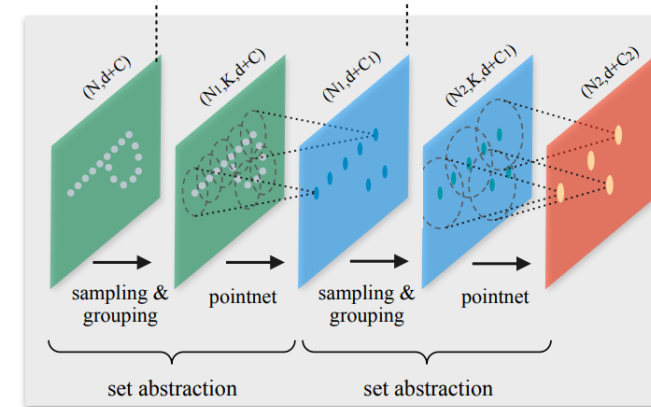 (N,d+C)
(N1,K,d+C)
(N1,d+C1)
(N2,K,d+C1)
(N2,d+C2)
sampling &
grouping
pointnet
sampling &
grouping
pointnet
set abstraction
set abstraction